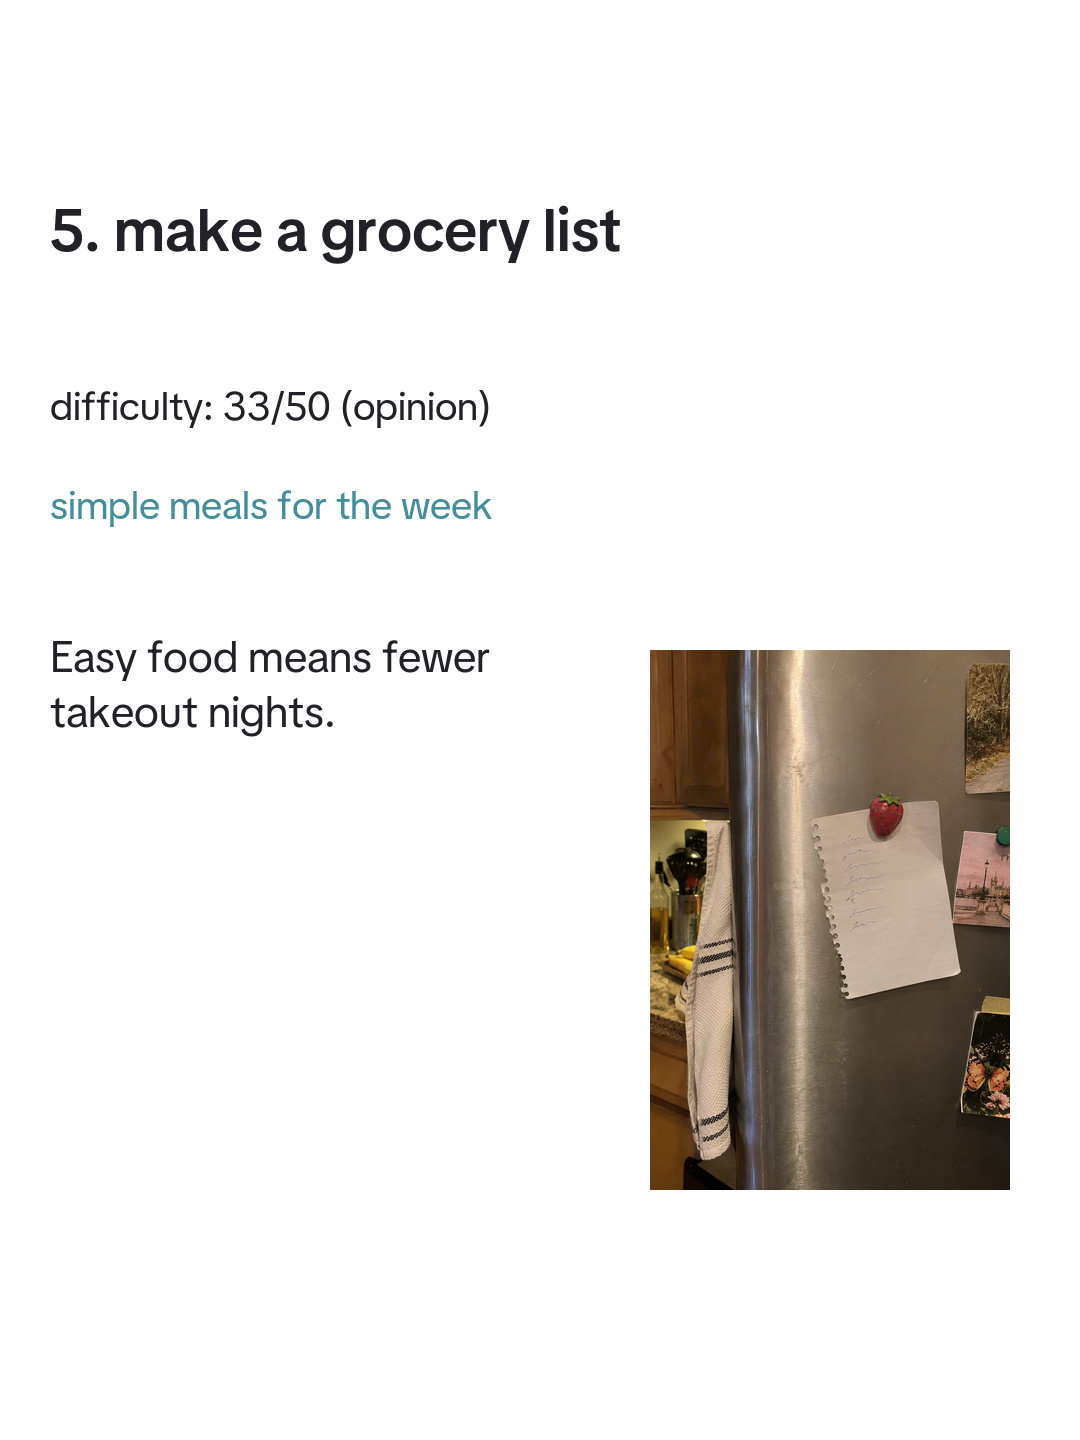 5. make a grocery list
difficulty: 33/50 (opinion)
simple meals for the week
Easy food means fewer
takeout nights.